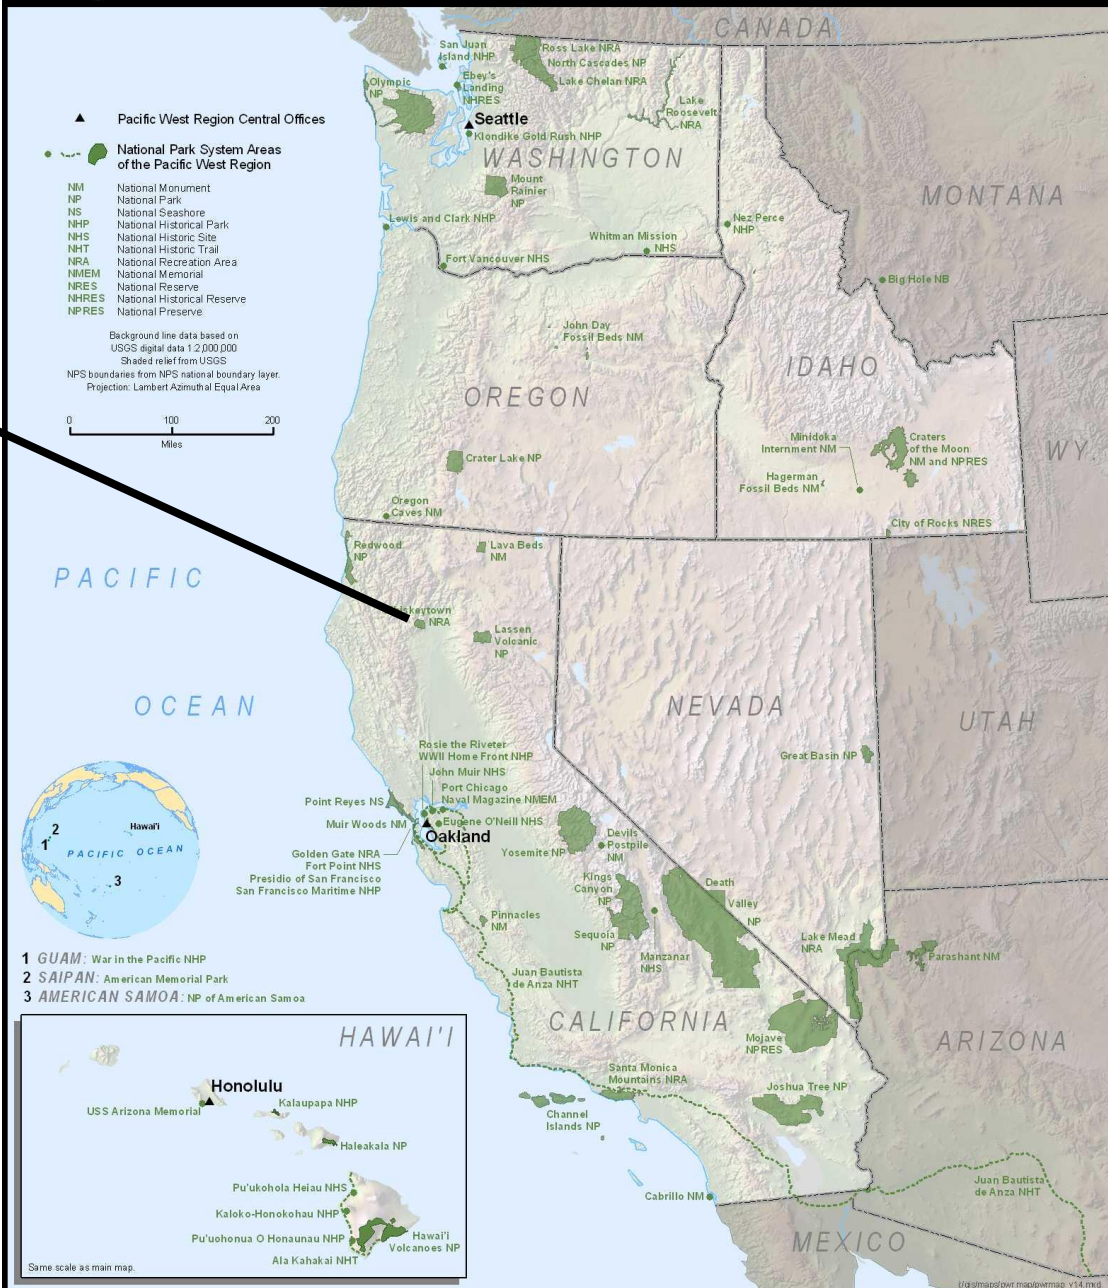 CANADA
San Juan
Island NHP
Ross Lake NRA
North Cascades NP
Lake Chelan NRA
Olympic
NP
Ebey's
Landing
NHRES
Lake
Roosevelt
NRA
Seattle
Klondike Gold Rush NHP
WASHINGTON
Mount
Rainier
NP
MONTANA
Lewis and Clark NHP
Nez Perce
NHP
Whitman Mission
NHS
Fort Vancouver NHS
Big Hole NB
Pacific West Region Central Offices
National Park System Areas
of the Pacific West Region
NM National Monument
NP National Park
NS National Seashore
NHP National Historical Park
NHS National Historic Site
NHT National Historic Trail
NRA National Recreation Area
NMEM National Memorial
NRES National Reserve
NHRES National Historical Reserve
NPRES National Preserve
Background line data based on
USGS digital data 1:2,000,000
Shaded relief from USGS
NPS boundaries from NPS national boundary layer.
Projection: Lambert Azimuthal Equal Area
0 100 200
Miles
John Day
Fossil Beds NM
IDAHO
OREGON
Minidoka
Internment NM
Craters
of the Moon
NM and NPRES
WY.
Crater Lake NP
Hagerman
Fossil Beds NM
Oregon
Caves NM
City of Rocks NRES
Redwood
NP
Lava Beds
NM
PACIFIC
OCEAN
NRA
Lassen
Volcanic
NP
NEVADA
UTAH
Great Basin NP
Rosie the Riveter
WWII Home Front NHP
John Muir NHS
Port Chicago
Naval Magazine NMEM
Point Reyes NS
Muir Woods NM
Eugene O'Neill NHS
Oakland
Golden Gate NRA
Fort Point NHS
Presidio of San Francisco
San Francisco Maritime NHP
Yosemite NP
Devils
Postpile
NM
Kings
Canyon
NP
Sequoia
NP
Death
Valley
NP
Manzanar
NHS
Pinnacles
NM
Lake Mead
NRA
Parashant NM
Juan Bautista
de Anza NHT
CALIFORNIA
Mojave
NPRES
ARIZONA
Santa Monica
Mountains NRA
Joshua Tree NP
Channel
Islands NP
Cabrillo NM
Juan Bautista
de Anza NHT
MEXICO
Hawai'i
PACIFIC OCEAN
1
2
3
1 GUAM: War in the Pacific NHP
2 SAIPAN: American Memorial Park
3 AMERICAN SAMOA: NP of American Samoa
HAWAI'I
Honolulu
USS Arizona Memorial
Kalaupapa NHP
Haleakala NP
Pu'ukohola Heiau NHS
Kaloko-Honokohau NHP
Pu'uohonua O Honaunau NHP
Ala Kahakai NHT
Hawai'i
Volcanoes NP
Same scale as main map.